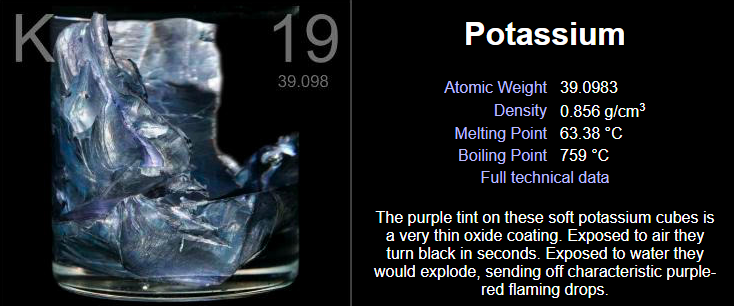 K 19
39.098
Potassium
Atomic Weight 39.0983
Density 0.856 g/cm³
Melting Point 63.38 °C
Boiling Point 759 °C
Full technical data
The purple tint on these soft potassium cubes is
a very thin oxide coating. Exposed to air they
turn black in seconds. Exposed to water they
would explode, sending off characteristic purple-
red flaming drops.